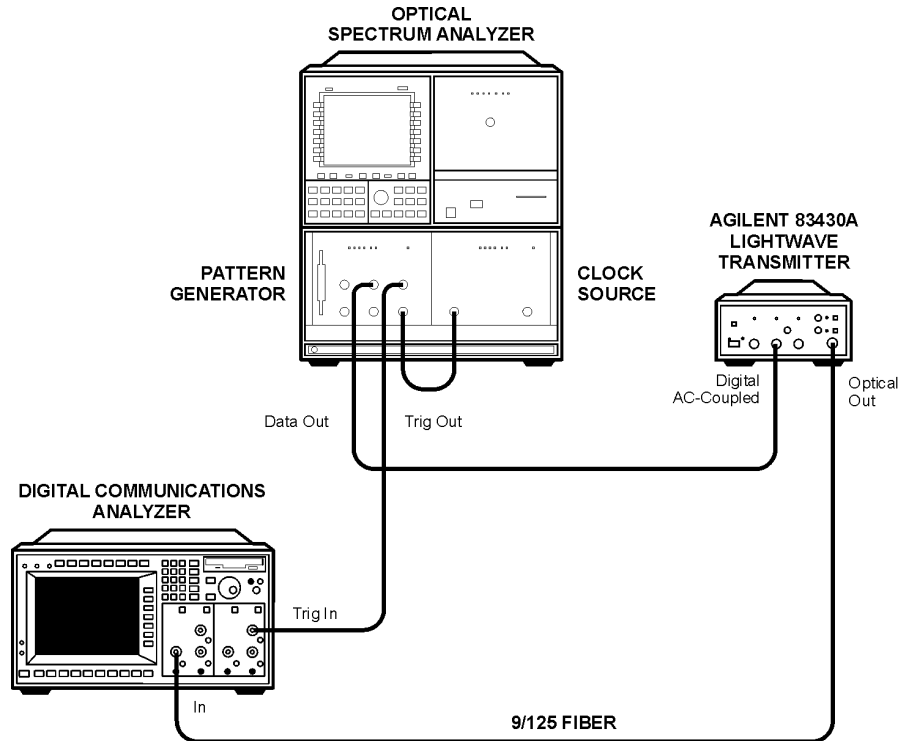 OPTICAL
SPECTRUM ANALYZER
AGILENT 83430A
LIGHTWAVE
TRANSMITTER
PATTERN
GENERATOR
CLOCK
SOURCE
Digital
AC-Coupled
Optical
Out
Data Out
Trig Out
DIGITAL COMMUNICATIONS
ANALYZER
Trig In
In
9/125 FIBER